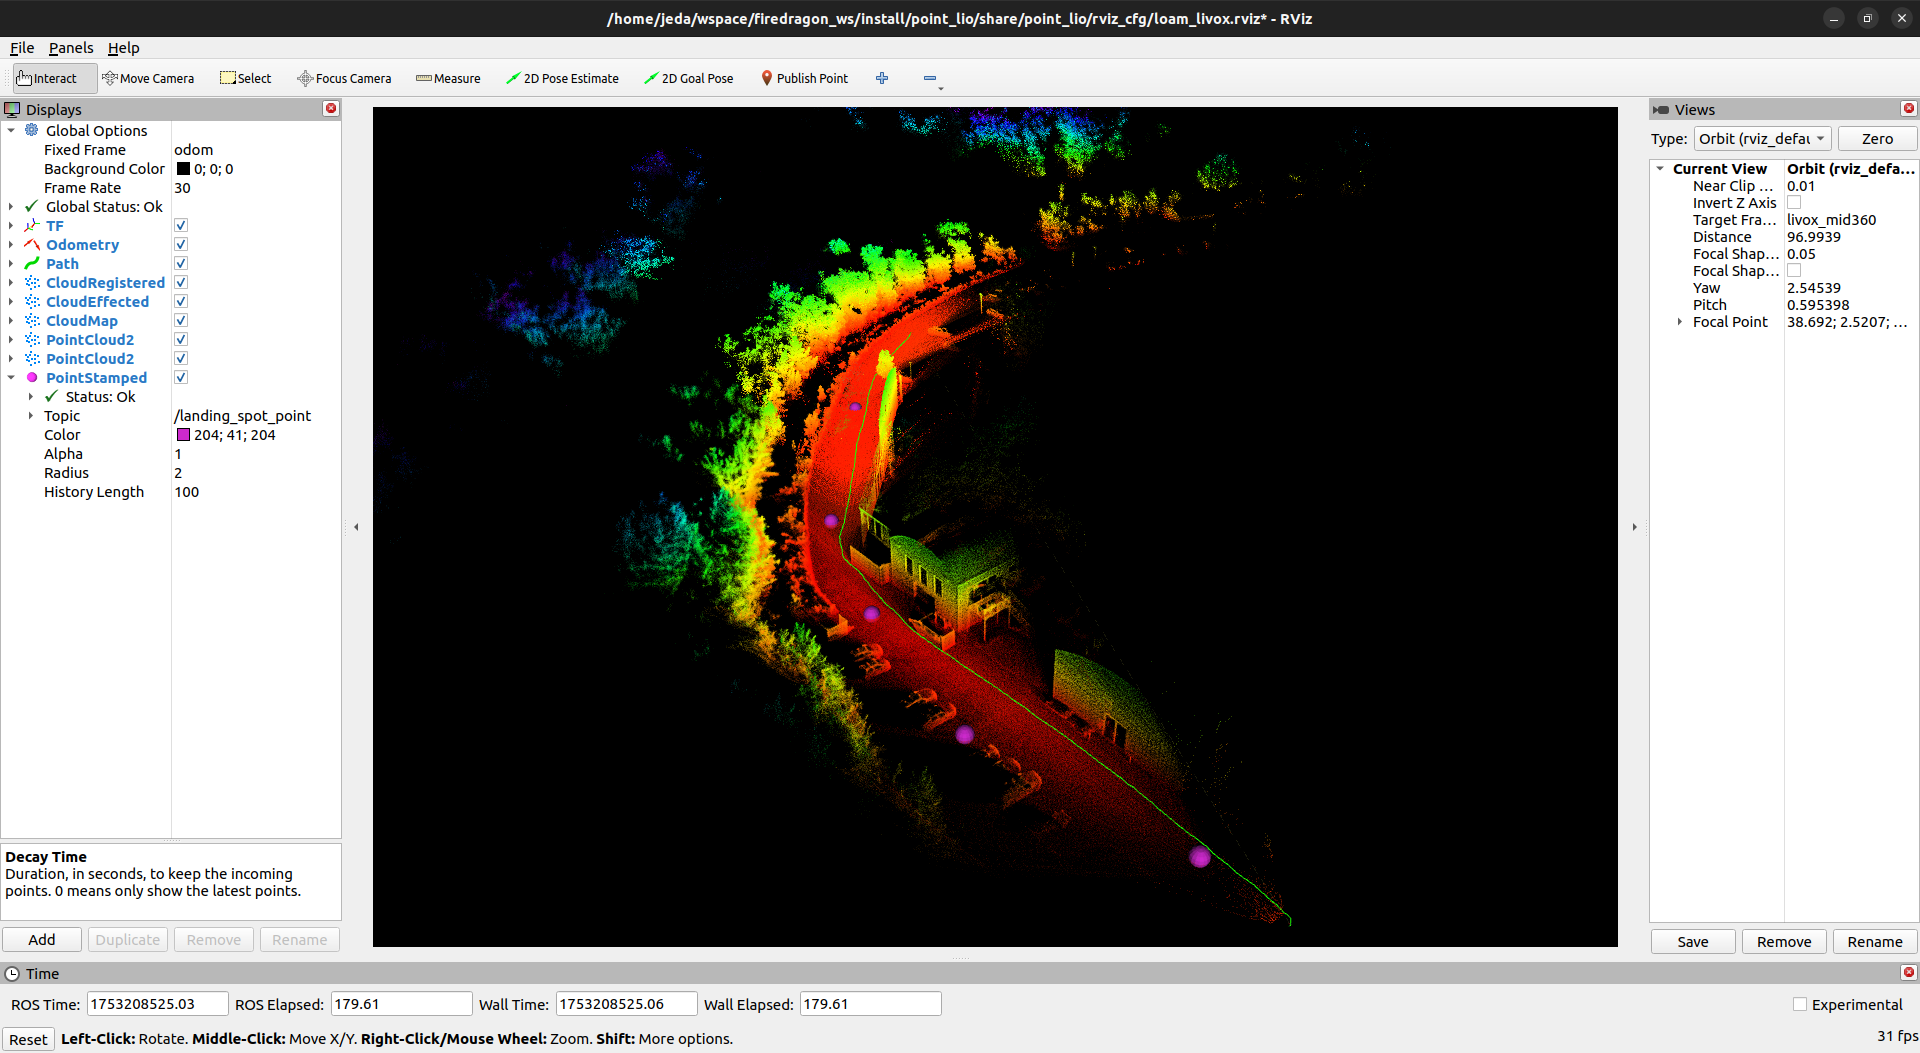 /home/jeda/wspace/firedragon_ws/install/point_lio/share/point_lio/rviz_cfg/loam_livox.rviz* - RViz
File Panels Help
Interact Move Camera Select Focus Camera Measure 2D Pose Estimate 2D Goal Pose Publish Point
Displays
Global Options
Fixed Frame odom
Background Color 0; 0; 0
Frame Rate 30
Global Status: Ok
TF
Odometry
Path
CloudRegistered
CloudEffected
CloudMap
PointCloud2
PointCloud2
PointStamped
Status: Ok
Topic /landing_spot_point
Color 204; 41; 204
Alpha 1
Radius 2
History Length 100
Decay Time
Duration, in seconds, to keep the incoming
points. 0 means only show the latest points.
Add Duplicate Remove Rename
Views
Type: Orbit (rviz_defau Zero
Current View Orbit (rviz_defa...
Near Clip ... 0.01
Invert Z Axis
Target Fra... livox_mid360
Distance 96.9939
Focal Shap... 0.05
Focal Shap...
Yaw 2.54539
Pitch 0.595398
Focal Point 38.692; 2.5207; ...
Save Remove Rename
Time
ROS Time: 1753208525.03 ROS Elapsed: 179.61 Wall Time: 1753208525.06 Wall Elapsed: 179.61 Experimental
Reset Left-Click: Rotate. Middle-Click: Move X/Y. Right-Click/Mouse Wheel: Zoom. Shift: More options. 31 fps